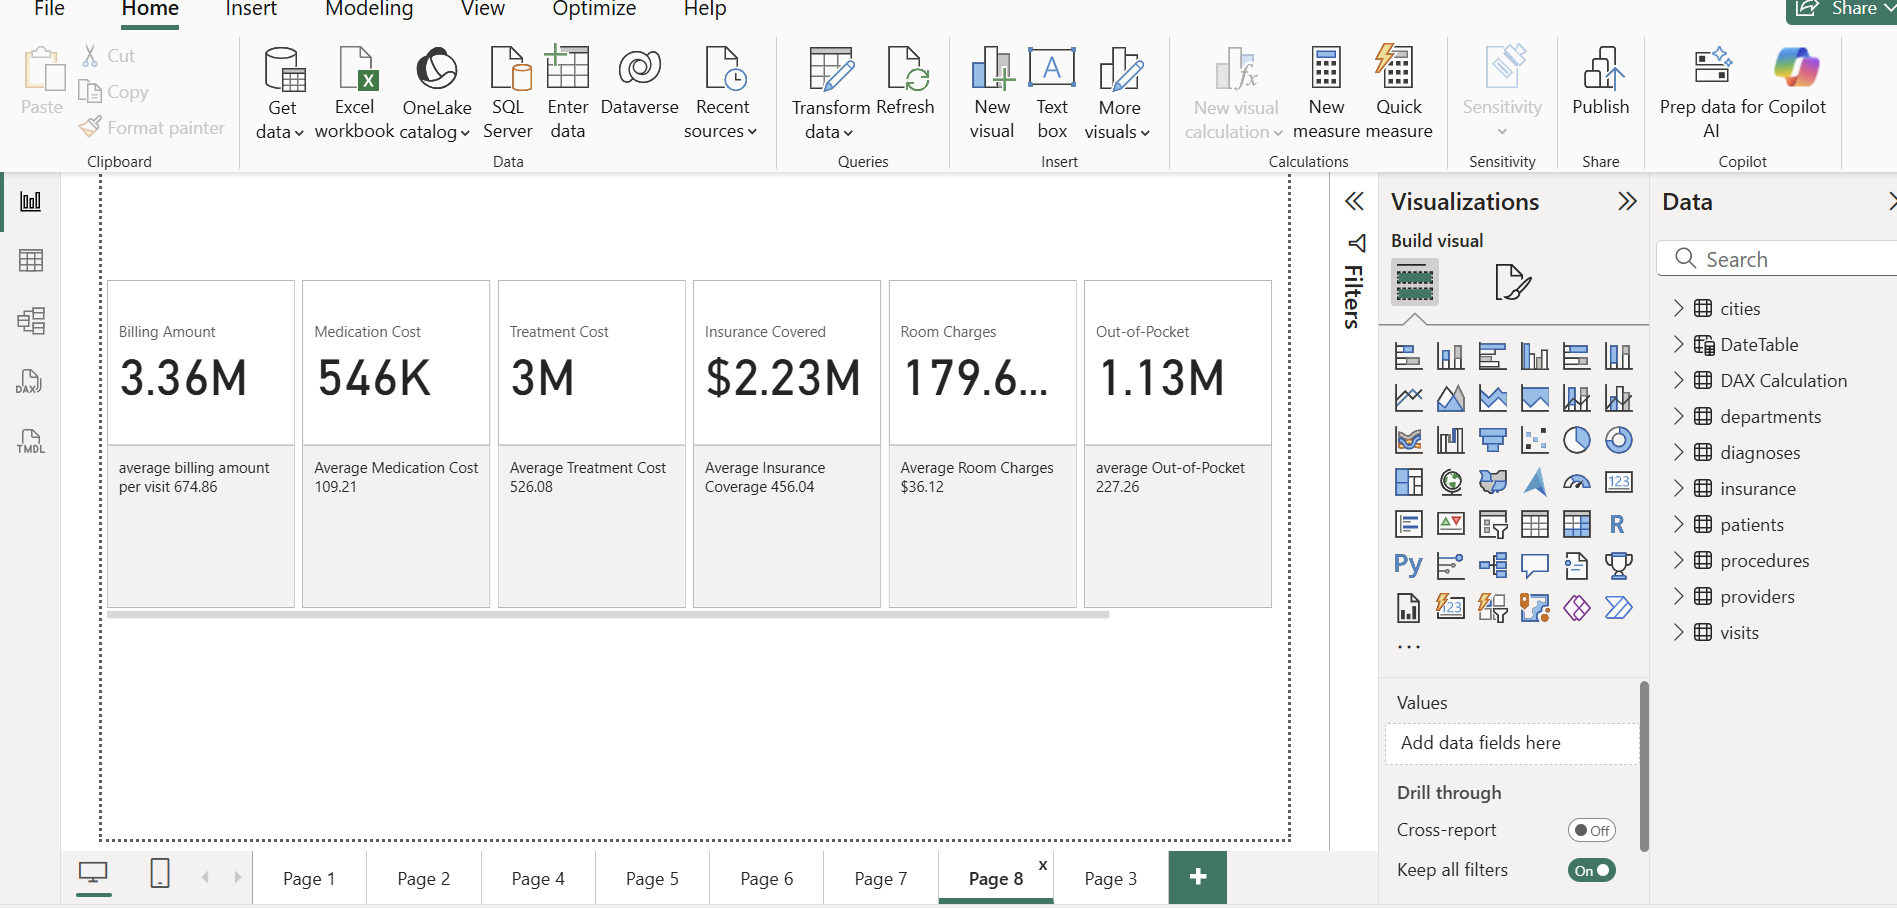 File Home Insert Modeling View Optimize Help Share
Paste
Cut
Copy
Format painter
Clipboard
Get data
Excel workbook
OneLake catalog
SQL Server
Enter data
Dataverse
Recent sources
Data
Transform data
Refresh
Queries
New visual
Text box
More visuals
Insert
New visual calculation
New measure
Quick measure
Calculations
Sensitivity
Sensitivity
Publish
Share
Prep data for AI
Copilot
Copilot
DAX
TMDL
Billing Amount
3.36M
average billing amount
per visit 674.86
Medication Cost
546K
Average Medication Cost
109.21
Treatment Cost
3M
Average Treatment Cost
526.08
Insurance Covered
$2.23M
Average Insurance
Coverage 456.04
Room Charges
179.6...
Average Room Charges
$36.12
Out-of-Pocket
1.13M
average Out-of-Pocket
227.26
Filters
Visualizations
Build visual
123
R
Py
123
...
Values
Add data fields here
Drill through
Cross-report Off
Keep all filters On
Data
Search
cities
DateTable
DAX Calculation
departments
diagnoses
insurance
patients
procedures
providers
visits
Page 1 Page 2 Page 4 Page 5 Page 6 Page 7 Page 8 x Page 3 +